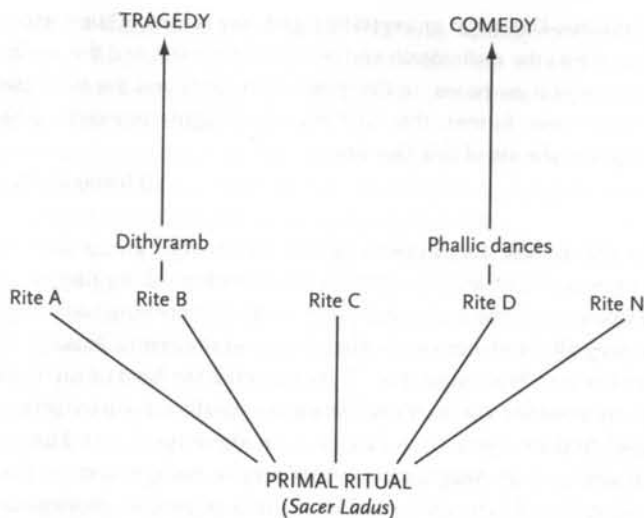 TRAGEDY COMEDY
Dithyramb Phallic dances
Rite A Rite B Rite C Rite D Rite N
PRIMAL RITUAL
(Sacer Ladus)